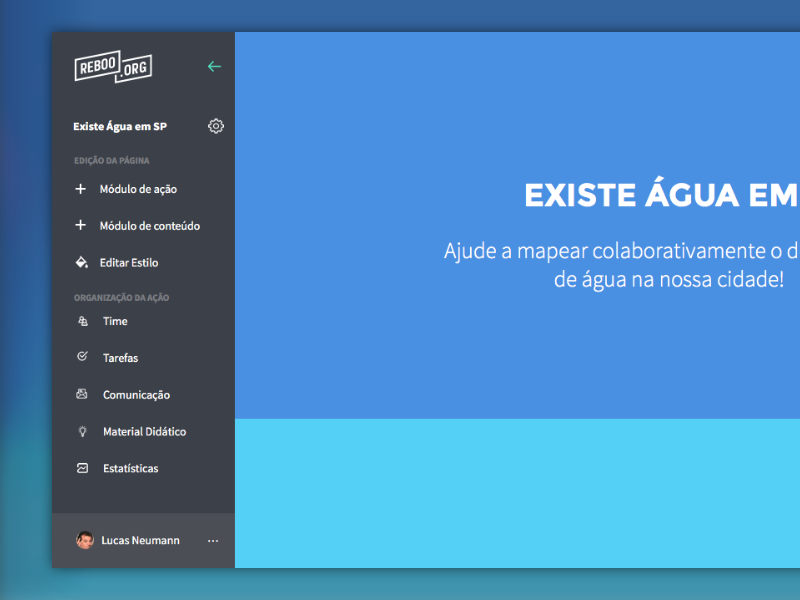 REBOO.ORG
Existe Água em SP
EDIÇÃO DA PÁGINA
Módulo de ação
Módulo de conteúdo
Editar Estilo
ORGANIZAÇÃO DA AÇÃO
Time
Tarefas
Comunicação
Material Didático
Estatísticas
Lucas Neumann
EXISTE ÁGUA EM
Ajude a mapear colaborativamente o d
de água na nossa cidade!